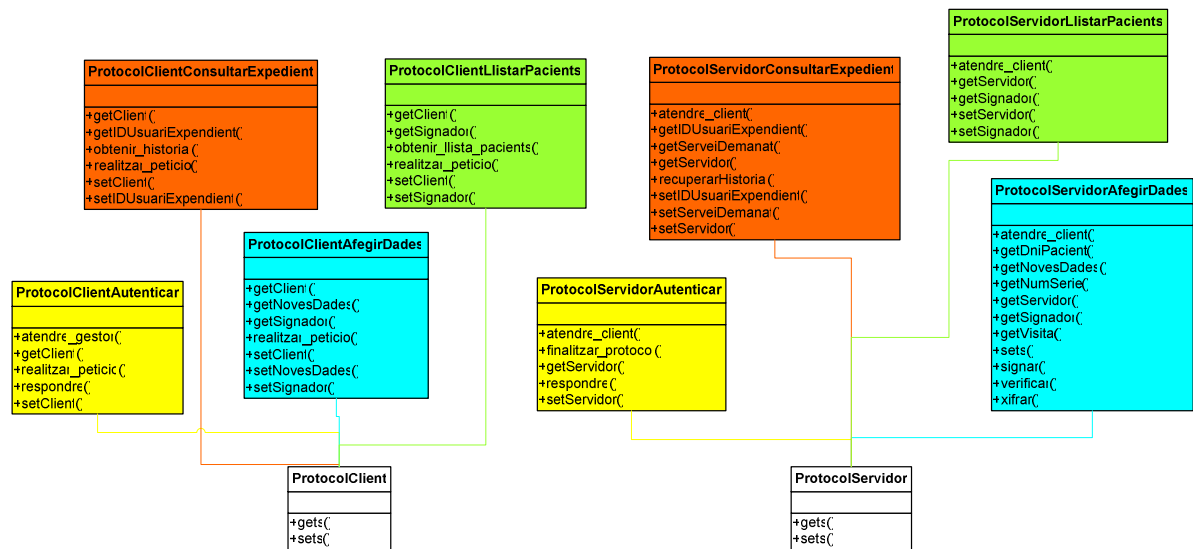 ProtocolServidorLlistarPacients
+atendre_client()
+getServidor()
+getSignador()
+setServidor()
+setSignador()
ProtocolClientConsultarExpedient
+getClient()
+getIDUsuariExpendient()
+obtenir_historia()
+realitzar_peticio()
+setClient()
+setIDUsuariExpendient()
ProtocolClientLlistarPacients
+getClient()
+getSignador()
+obtenir_llista_pacients()
+realitzar_peticio()
+setClient()
+setSignador()
ProtocolServidorConsultarExpedient
+atendre_client()
+getIDUsuariExpendient()
+getServeiDemanat()
+getServidor()
+recuperarHistoria()
+setIDUsuariExpendient()
+setServeiDemanat()
+setServidor()
ProtocolServidorAfegirDades
+atendre_client()
+getDniPacient()
+getNovesDades()
+getNumSerie()
+getServidor()
+getSignador()
+getVisita()
+sets()
+signar()
+verificar()
+xifrar()
ProtocolClientAfegirDades
+getClient()
+getNovesDades()
+getSignador()
+realitzar_peticio()
+setClient()
+setNovesDades()
+setSignador()
ProtocolClientAutenticar
+atendre_gestor()
+getClient()
+realitzar_peticio()
+respondre()
+setClient()
ProtocolServidorAutenticar
+atendre_client()
+finalitzar_protocol()
+getServidor()
+respondre()
+setServidor()
ProtocolClient
+gets()
+sets()
ProtocolServidor
+gets()
+sets()